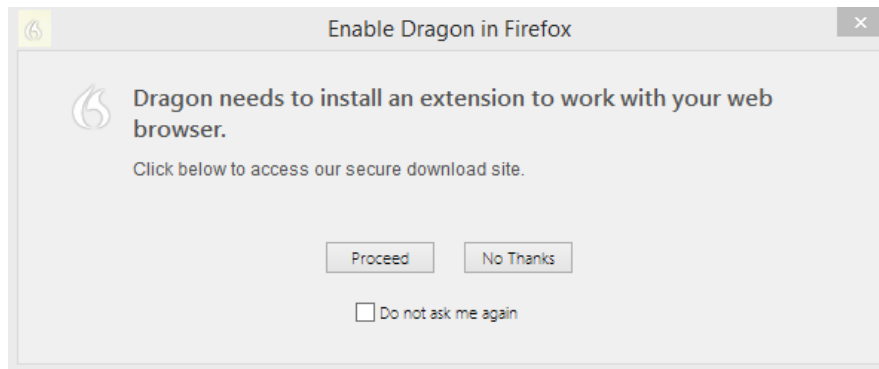 Enable Dragon in Firefox
Dragon needs to install an extension to work with your web
browser.
Click below to access our secure download site.
Proceed
No Thanks
Do not ask me again